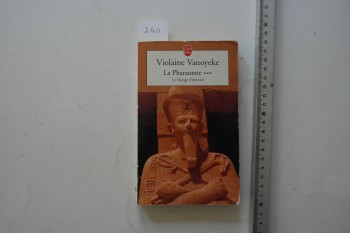 240
Violaine Vanoyeke
La Pharaonne ***
Le Voyage d'éternité